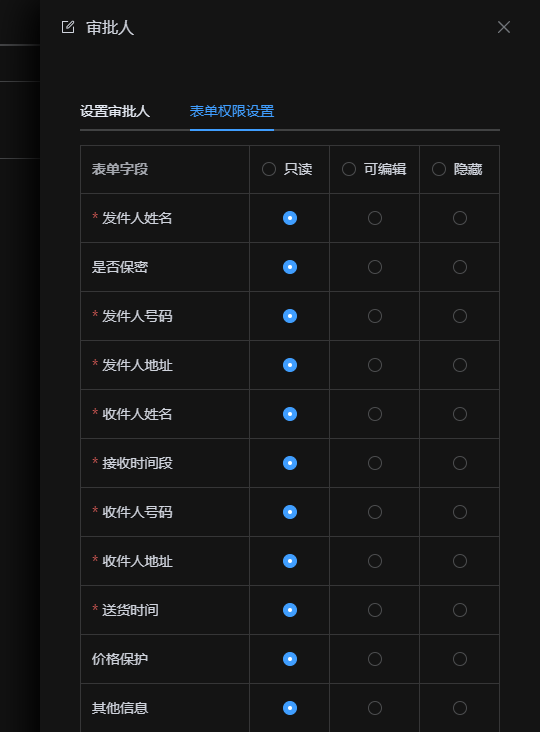 审批人
设置审批人 表单权限设置
表单字段 只读 可编辑 隐藏
* 发件人姓名
是否保密
* 发件人号码
* 发件人地址
* 收件人姓名
* 接收时间段
* 收件人号码
* 收件人地址
* 送货时间
价格保护
其他信息